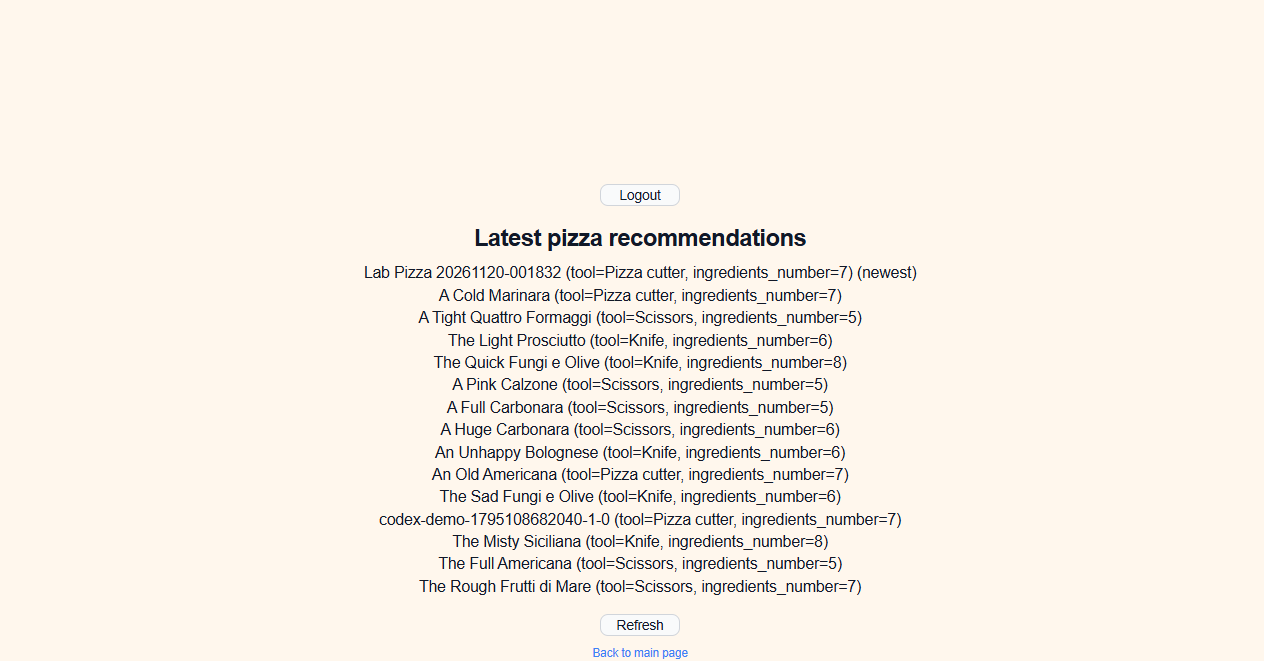 Logout
Latest pizza recommendations
Lab Pizza 20261120-001832 (tool=Pizza cutter, ingredients_number=7) (newest)
A Cold Marinara (tool=Pizza cutter, ingredients_number=7)
A Tight Quattro Formaggi (tool=Scissors, ingredients_number=5)
The Light Prosciutto (tool=Knife, ingredients_number=6)
The Quick Fungi e Olive (tool=Knife, ingredients_number=8)
A Pink Calzone (tool=Scissors, ingredients_number=5)
A Full Carbonara (tool=Scissors, ingredients_number=5)
A Huge Carbonara (tool=Scissors, ingredients_number=6)
An Unhappy Bolognese (tool=Knife, ingredients_number=6)
An Old Americana (tool=Pizza cutter, ingredients_number=7)
The Sad Fungi e Olive (tool=Knife, ingredients_number=6)
codex-demo-1795108682040-1-0 (tool=Pizza cutter, ingredients_number=7)
The Misty Siciliana (tool=Knife, ingredients_number=8)
The Full Americana (tool=Scissors, ingredients_number=5)
The Rough Frutti di Mare (tool=Scissors, ingredients_number=7)
Refresh
Back to main page